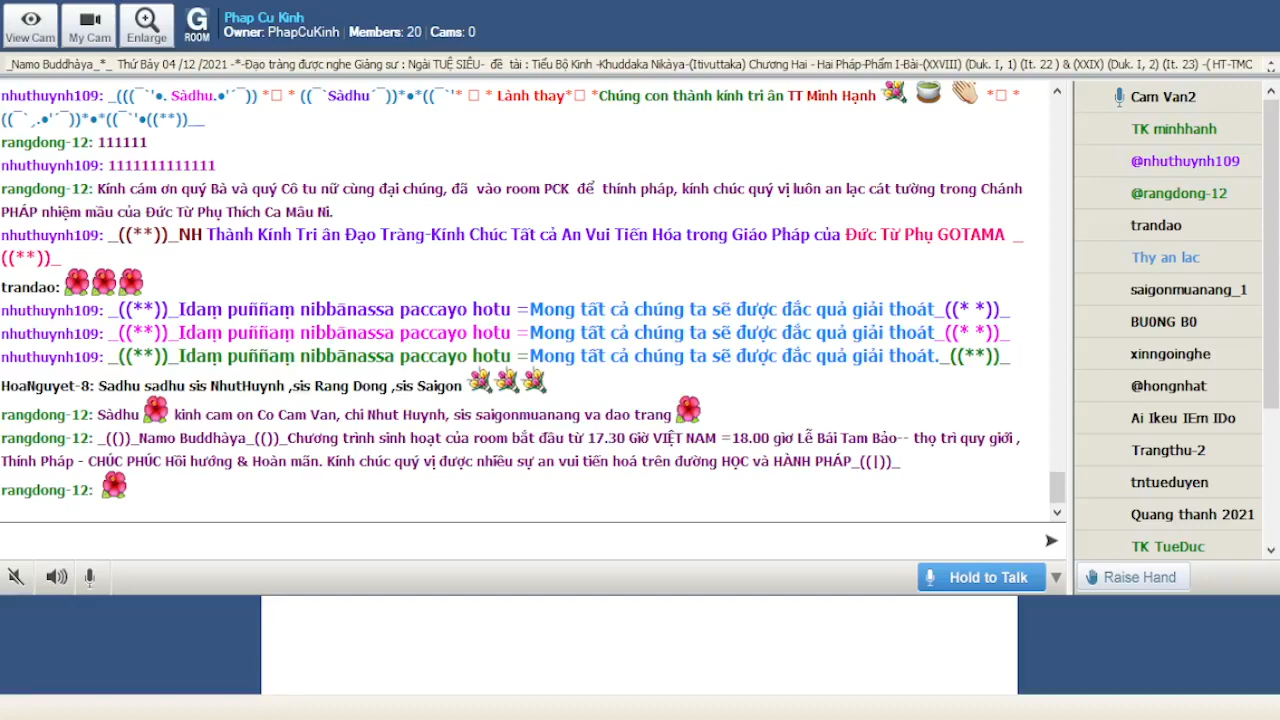 View Cam
My Cam
Enlarge
G
ROOM
Phap Cu Kinh
Owner: PhapCuKinh | Members: 20 | Cams: 0
_Namo Buddhàya_*_ Thứ Bảy 04 /12 /2021 -*-Đạo tràng được nghe Giảng sư : Ngài TUỆ SIÊU- đề tài : Tiểu Bộ Kinh -Khuddaka Nikàya-(Itivuttaka) Chương Hai - Hai Pháp-Phẩm I-Bài-(XXVIII) (Duk. I, 1) (It. 22 ) & (XXIX) (Duk. I, 2) (It. 23) -( HT-TMC
nhuthuynh109: _(((¯`'•. Sàdhu.•'´¯)) *□ * ((¯`Sàdhu´¯))*•*((¯`'* □ * Lành thay*□ *Chúng con thành kính tri ân TT Minh Hạnh *□ *
((¯`¸.•'´¯))*•*((¯`'•((**))__
rangdong-12: 111111
nhuthuynh109: 1111111111111
rangdong-12: Kính cám ơn quý Bà và quý Cô tu nữ cùng đại chúng, đã vào room PCK để thính pháp, kính chúc quý vị luôn an lạc cát tường trong Chánh
PHÁP nhiệm mầu của Đức Từ Phụ Thích Ca Mâu Ni.
nhuthuynh109: _((**))_NH Thành Kính Tri ân Đạo Tràng-Kính Chúc Tất cả An Vui Tiến Hóa trong Giáo Pháp của Đức Từ Phụ GOTAMA _
((**))_
trandao:
nhuthuynh109: _((**))_Idaṃ puññaṃ nibbānassa paccayo hotu =Mong tất cả chúng ta sẽ được đắc quả giải thoát_((* *))_
nhuthuynh109: _((**))_Idaṃ puññaṃ nibbānassa paccayo hotu =Mong tất cả chúng ta sẽ được đắc quả giải thoát_((* *))_
nhuthuynh109: _((**))_Idaṃ puññaṃ nibbānassa paccayo hotu =Mong tất cả chúng ta sẽ được đắc quả giải thoát._((**))_
HoaNguyet-8: Sadhu sadhu sis NhutHuynh ,sis Rang Dong ,sis Saigon
rangdong-12: Sàdhu kinh cam on Co Cam Van, chi Nhut Huynh, sis saigonmuanang va dao trang
rangdong-12: _(())_Namo Buddhàya_(())_Chương trình sinh hoạt của room bắt đầu từ 17.30 Giờ VIỆT NAM =18.00 giờ Lễ Bái Tam Bảo-- thọ trì quy giới ,
Thính Pháp - CHÚC PHÚC Hồi hướng & Hoàn mãn. Kính chúc quý vị được nhiều sự an vui tiến hoá trên đường HỌC và HÀNH PHÁP_((|))_
rangdong-12:
Cam Van2
TK minhhanh
@nhuthuynh109
@rangdong-12
trandao
Thy an lac
saigonmuanang_1
BU0NG B0
xinngoinghe
@hongnhat
Ai Ikeu IEm IDo
Trangthu-2
tntueduyen
Quang thanh 2021
TK TueDuc
Hold to Talk
Raise Hand